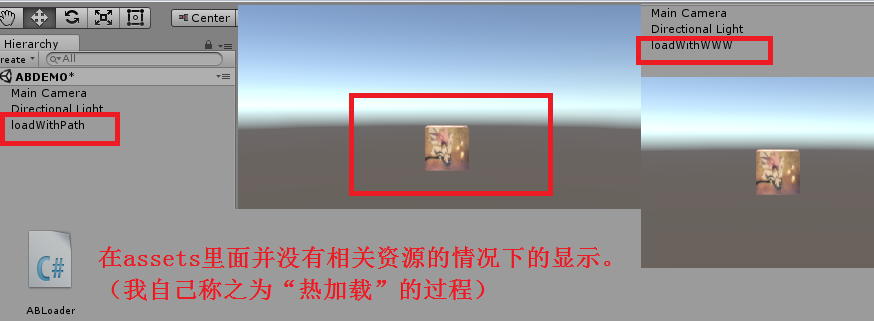 Center
Hierarchy
reate
All
ABDEMO*
Main Camera
Directional Light
loadWithPath
Main Camera
Directional Light
loadWithWWW
C#
ABLoader
在assets里面并没有相关资源的情况下的显示。
（我自己称之为“热加载”的过程）